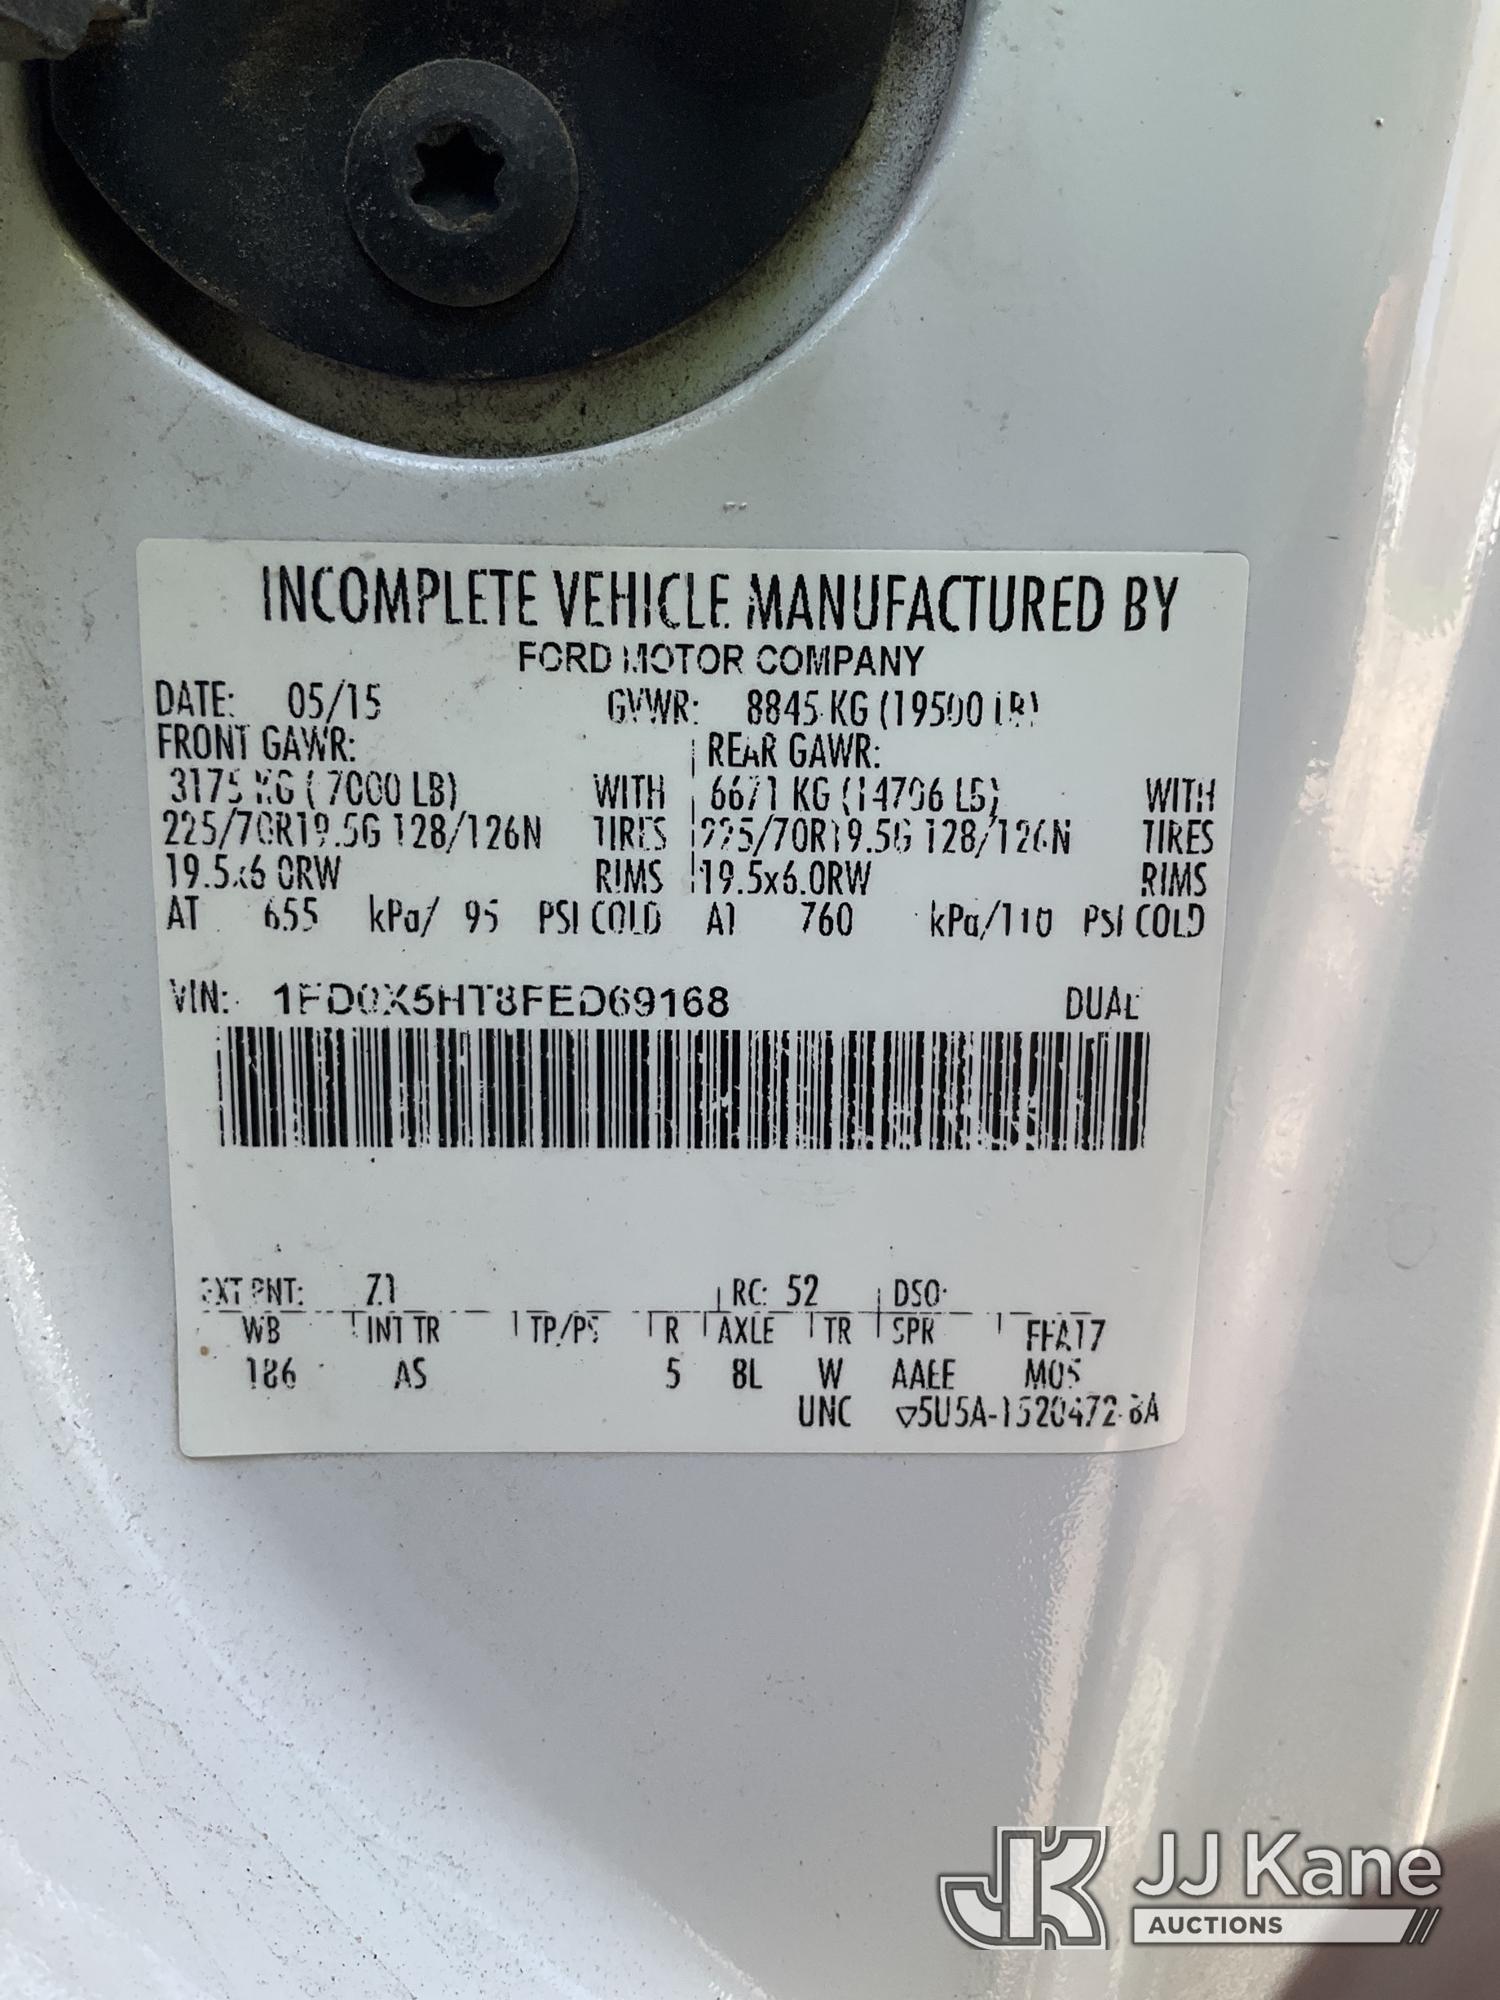 INCOMPLETE VEHICLE MANUFACTURED BY
FORD MOTOR COMPANY
DATE: 05/15 GVWR: 8845 KG (19500 LB)
FRONT GAWR: REAR GAWR:
3175 KG (7000 LB) WITH 6671 KG (14706 LB) WITH
225/70R19.5G 128/126N TIRES 225/70R19.5G 128/126N TIRES
19.5x6.0RW RIMS 19.5x6.0RW RIMS
AT 655 kPa/ 95 PSI COLD AT 760 kPa/110 PSI COLD
VIN: 1FD0X5HT8FED69168 DUAL
EXT PNT: Z1 RC: 52 DSO:
WB INT TR TP/PS R AXLE TR SPR FFA17
186 AS 5 8L W AAEE M05
UNC ▽5U5A-1520472-BA
JJ Kane
AUCTIONS